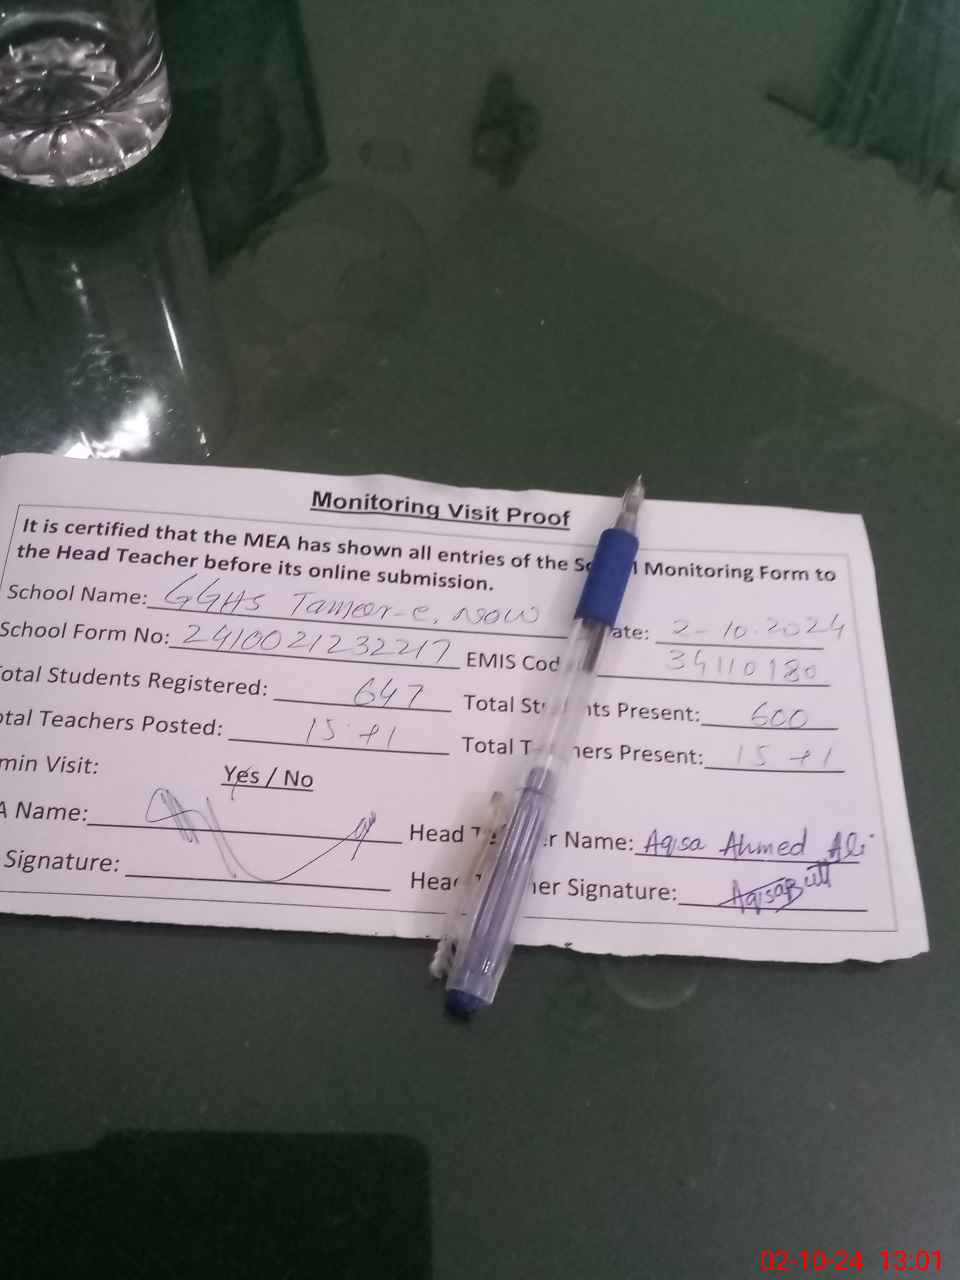 Monitoring Visit Proof
It is certified that the MEA has shown all entries of the Monitoring Form to
the Head Teacher before its online submission.
School Name: GGHS Tameer-e. Now ate: 2-10.2024
School Form No: 2410021232217 EMIS Cod 34110180
otal Students Registered: 647 Total St nts Present: 600
tal Teachers Posted: 15+1 Total T hers Present: 15+1
min Visit: Yes / No
A Name: Head r Name: Aqsa Ahmed Ali
Signature: Hea er Signature: Aqsa Butt
02-10-24 13:01